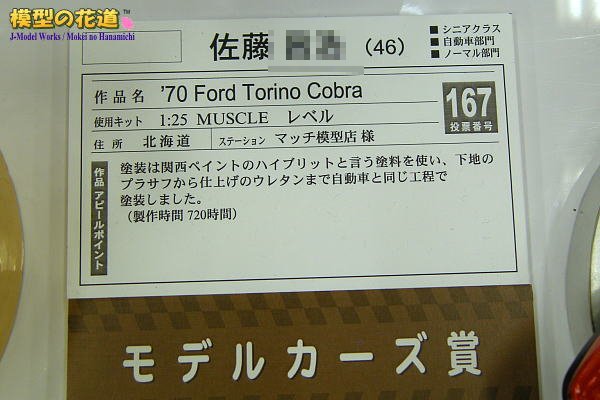 模型の花道
J-Model Works / Mokei no Hanamichi
佐藤 (46)
■ シニアクラス
■ 自動車部門
■ ノーマル部門
作品名 '70 Ford Torino Cobra
使用キット 1:25 MUSCLE レベル
住所 北海道 ステーション マッチ模型店 様
167
投票番号
作品アピールポイント
塗装は関西ペイントのハイブリットと言う塗料を使い、下地の
プラサフから仕上げのウレタンまで自動車と同じ工程で
塗装しました。
（製作時間 720時間）
モデルカーズ賞